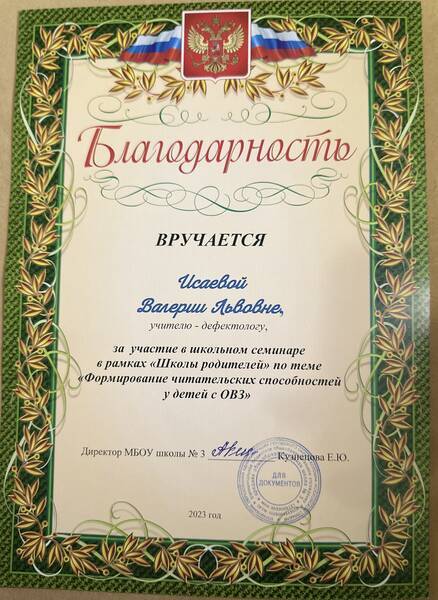 Благодарность
ВРУЧАЕТСЯ
Исаевой
Валерии Львовне,
учителю - дефектологу,
за участие в школьном семинаре
в рамках «Школы родителей» по теме
«Формирование читательских способностей
у детей с ОВЗ»
Директор МБОУ школы № 3 Кузнецова Е.Ю.
ДЛЯ
ДОКУМЕНТОВ
2023 год